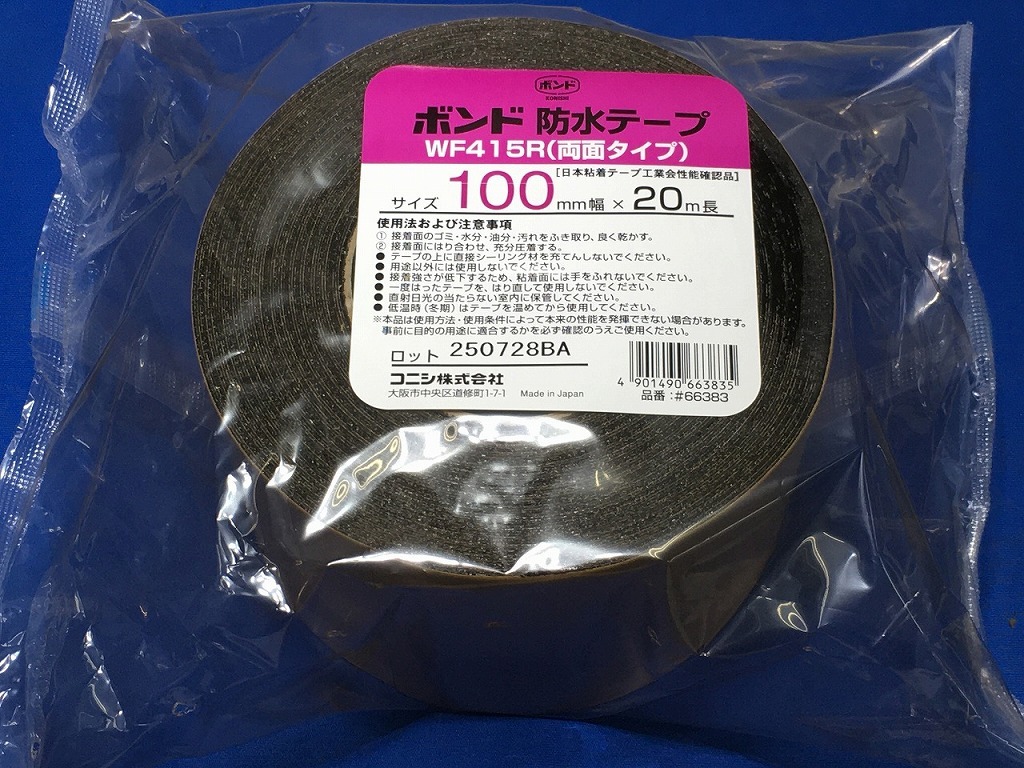 ボンド
KONISHI
ボンド 防水テープ
WF415R(両面タイプ)
[日本粘着テープ工業会性能確認品]
サイズ 100mm幅 × 20m長
使用法および注意事項
① 接着面のゴミ・水分・油分・汚れをふき取り、良く乾かす。
② 接着面にはり合わせ、充分圧着する。
● テープの上に直接シーリング材を充てんしないでください。
● 用途以外には使用しないでください。
● 接着強さが低下するため、粘着面には手をふれないでください。
● 一度はったテープを、はり直して使用しないでください。
● 直射日光の当たらない室内に保管してください。
● 低温時(冬期)はテープを温めてから使用してください。
※本品は使用方法・使用条件によって本来の性能を発揮できない場合があります。
事前に目的の用途に適合するかを必ず確認のうえご使用ください。
ロット 250728BA
コニシ株式会社
大阪市中央区道修町1-7-1 Made in Japan
4 901490 663835
品番:#66383